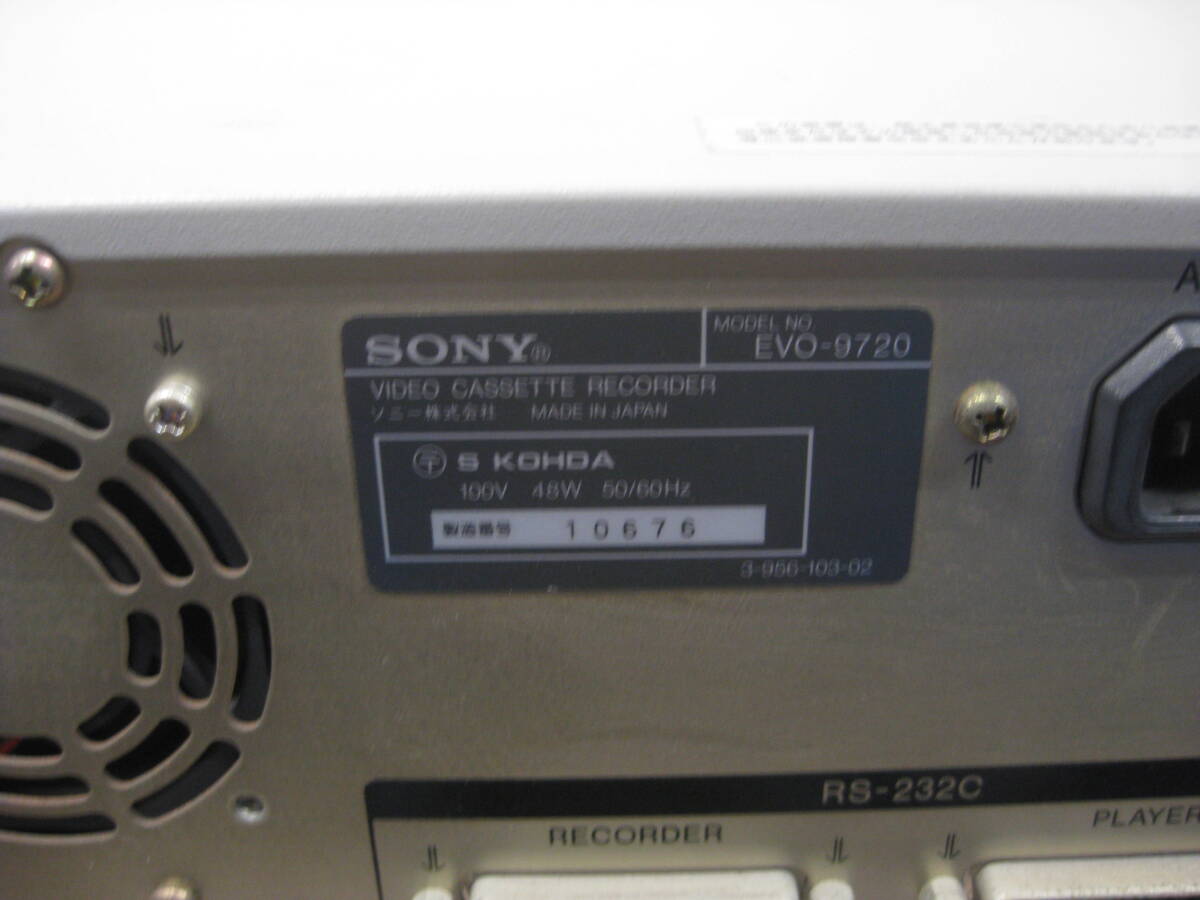 A
SONY®
MODEL NO.
EVO-9720
VIDEO CASSETTE RECORDER
ソニー株式会社 MADE IN JAPAN
〒 S KOHDA
100V 48W 50/60Hz
製造番号 10676
3-956-103-02
RS-232C
RECORDER
PLAYER